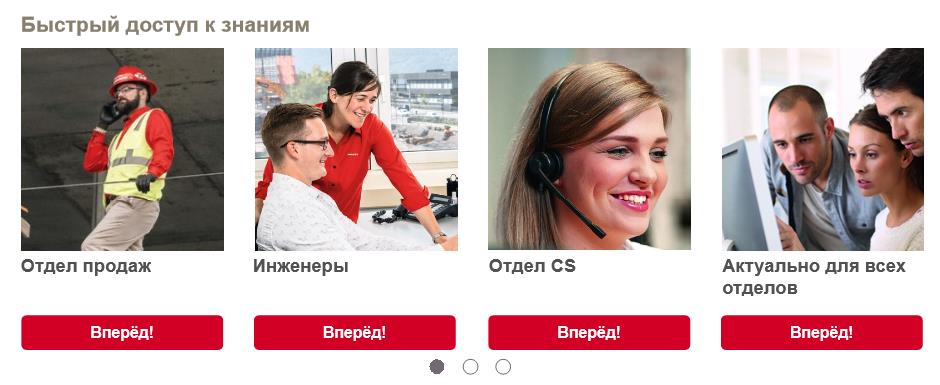 Быстрый доступ к знаниям
Отдел продаж
Инженеры
Отдел CS
Актуально для всех
отделов
Вперёд!
Вперёд!
Вперёд!
Вперёд!